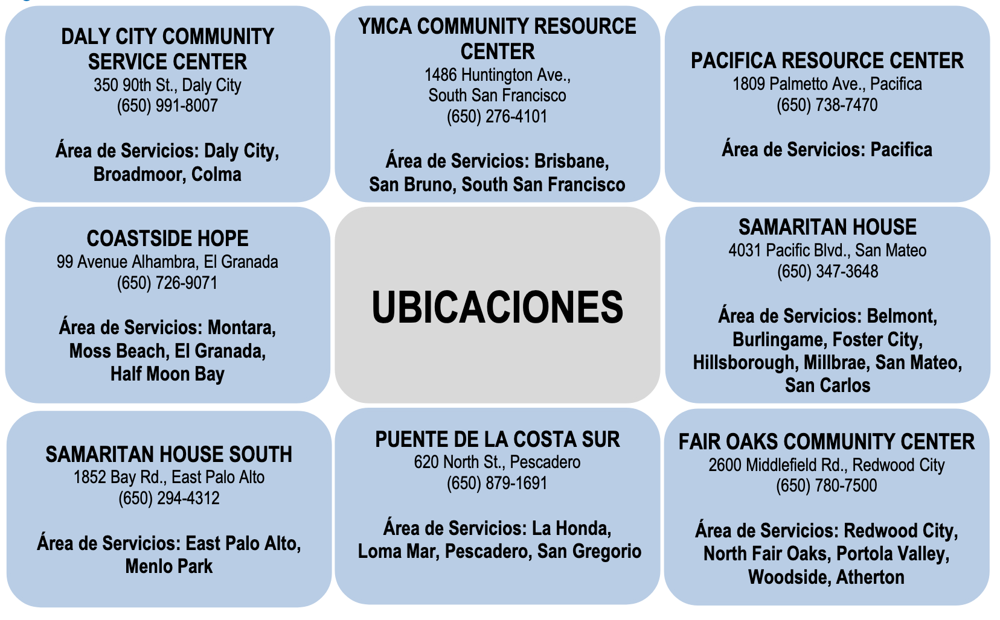 DALY CITY COMMUNITY
SERVICE CENTER
350 90th St., Daly City
(650) 991-8007
Área de Servicios: Daly City,
Broadmoor, Colma
YMCA COMMUNITY RESOURCE
CENTER
1486 Huntington Ave.,
South San Francisco
(650) 276-4101
Área de Servicios: Brisbane,
San Bruno, South San Francisco
PACIFICA RESOURCE CENTER
1809 Palmetto Ave., Pacifica
(650) 738-7470
Área de Servicios: Pacifica
COASTSIDE HOPE
99 Avenue Alhambra, El Granada
(650) 726-9071
Área de Servicios: Montara,
Moss Beach, El Granada,
Half Moon Bay
UBICACIONES
SAMARITAN HOUSE
4031 Pacific Blvd., San Mateo
(650) 347-3648
Área de Servicios: Belmont,
Burlingame, Foster City,
Hillsborough, Millbrae, San Mateo,
San Carlos
SAMARITAN HOUSE SOUTH
1852 Bay Rd., East Palo Alto
(650) 294-4312
Área de Servicios: East Palo Alto,
Menlo Park
PUENTE DE LA COSTA SUR
620 North St., Pescadero
(650) 879-1691
Área de Servicios: La Honda,
Loma Mar, Pescadero, San Gregorio
FAIR OAKS COMMUNITY CENTER
2600 Middlefield Rd., Redwood City
(650) 780-7500
Área de Servicios: Redwood City,
North Fair Oaks, Portola Valley,
Woodside, Atherton